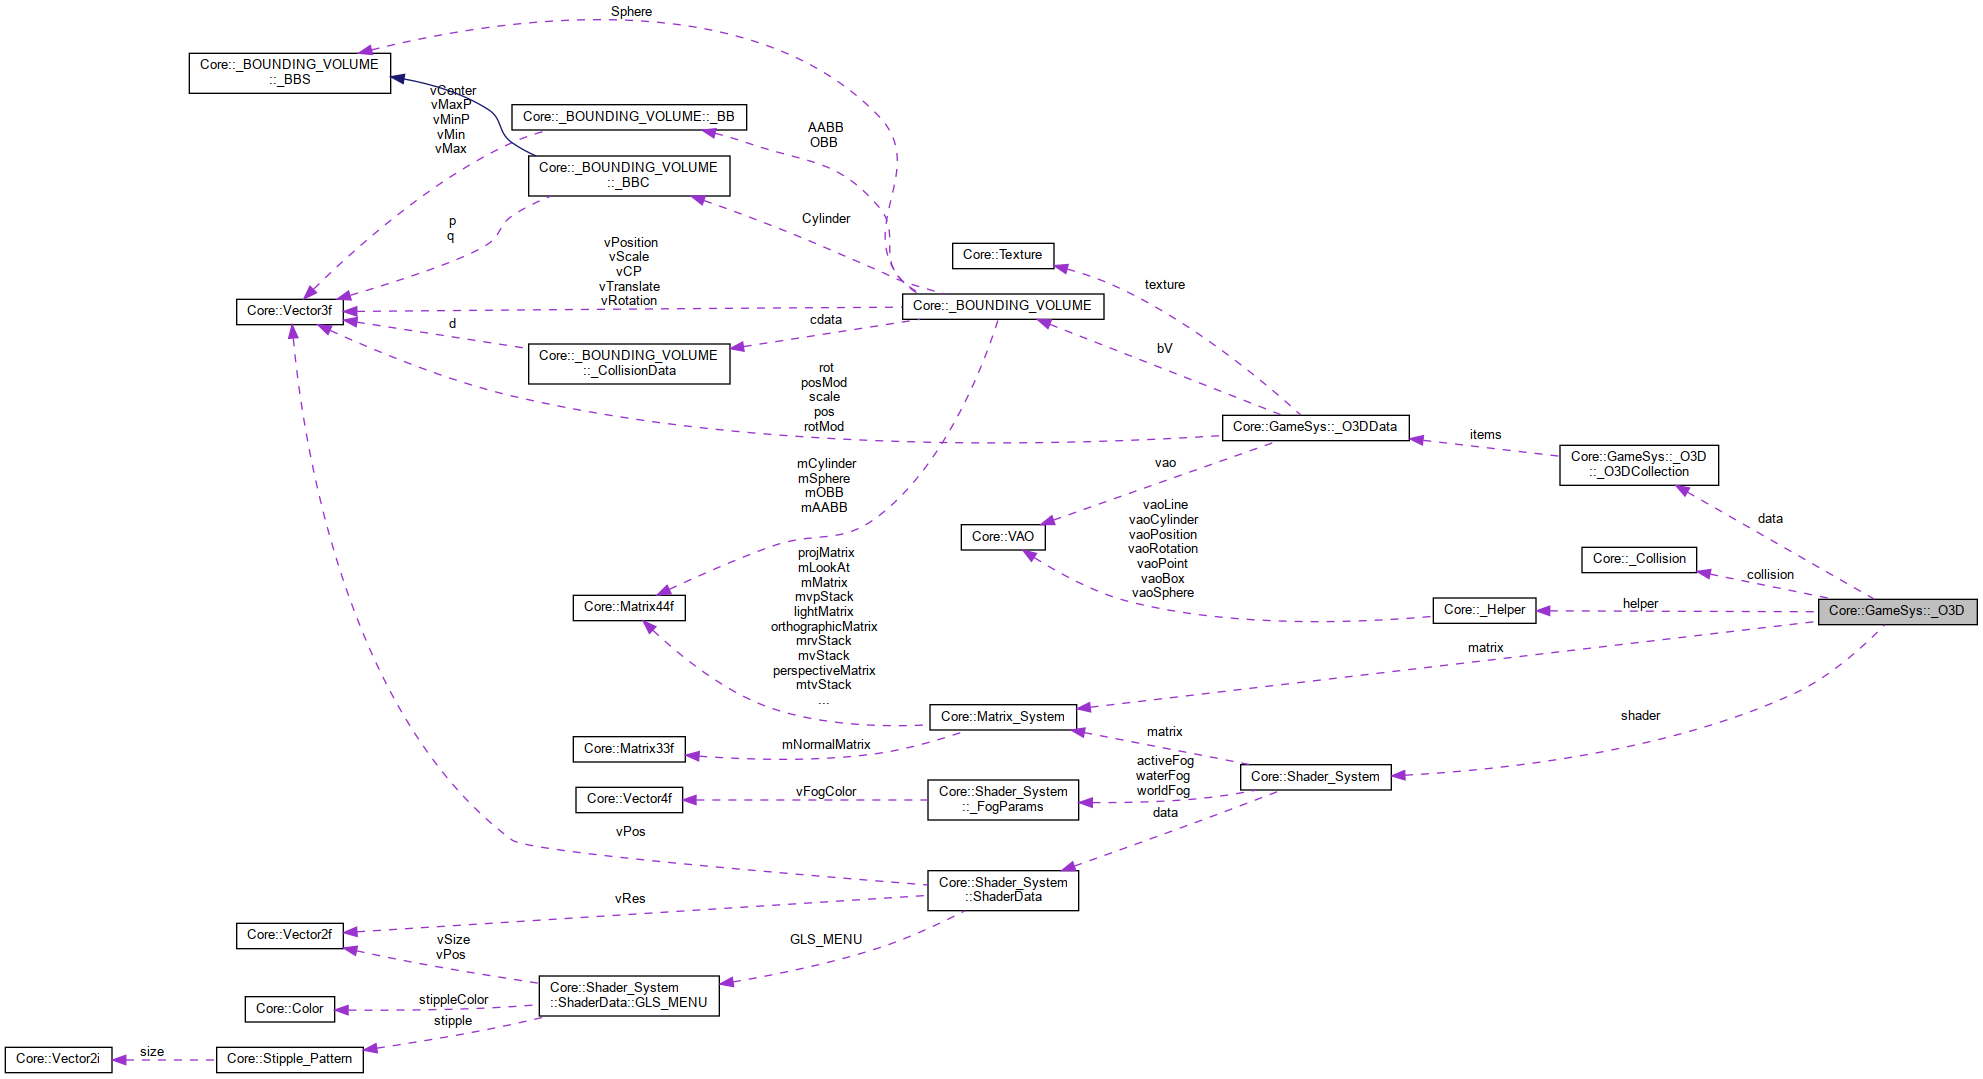 Sphere
Core::_BOUNDING_VOLUME
::_BBS
vCenter
vMaxP
vMinP
vMin
vMax
Core::_BOUNDING_VOLUME::_BB
AABB
OBB
Core::_BOUNDING_VOLUME
::_BBC
p
q
Cylinder
vPosition
vScale
vCP
vTranslate
vRotation
Core::Texture
texture
Core::Vector3f
Core::_BOUNDING_VOLUME
d
cdata
Core::_BOUNDING_VOLUME
::_CollisionData
bV
rot
posMod
scale
pos
rotMod
Core::GameSys::_O3DData
items
Core::GameSys::_O3D
::_O3DCollection
vao
mCylinder
mSphere
mOBB
mAABB
Core::VAO
vaoLine
vaoCylinder
vaoPosition
vaoRotation
vaoPoint
vaoBox
vaoSphere
data
Core::_Collision
collision
projMatrix
mLookAt
mMatrix
mvpStack
lightMatrix
orthographicMatrix
mrvStack
mvStack
perspectiveMatrix
mtvStack
...
Core::Matrix44f
Core::_Helper
helper
Core::GameSys::_O3D
matrix
Core::Matrix_System
shader
Core::Matrix33f
mNormalMatrix
matrix
activeFog
waterFog
worldFog
Core::Shader_System
Core::Vector4f
vFogColor
Core::Shader_System
::_FogParams
data
vPos
Core::Shader_System
::ShaderData
vRes
Core::Vector2f
vSize
vPos
GLS_MENU
Core::Shader_System
::ShaderData::GLS_MENU
Core::Color
stippleColor
stipple
Core::Vector2i
size
Core::Stipple_Pattern